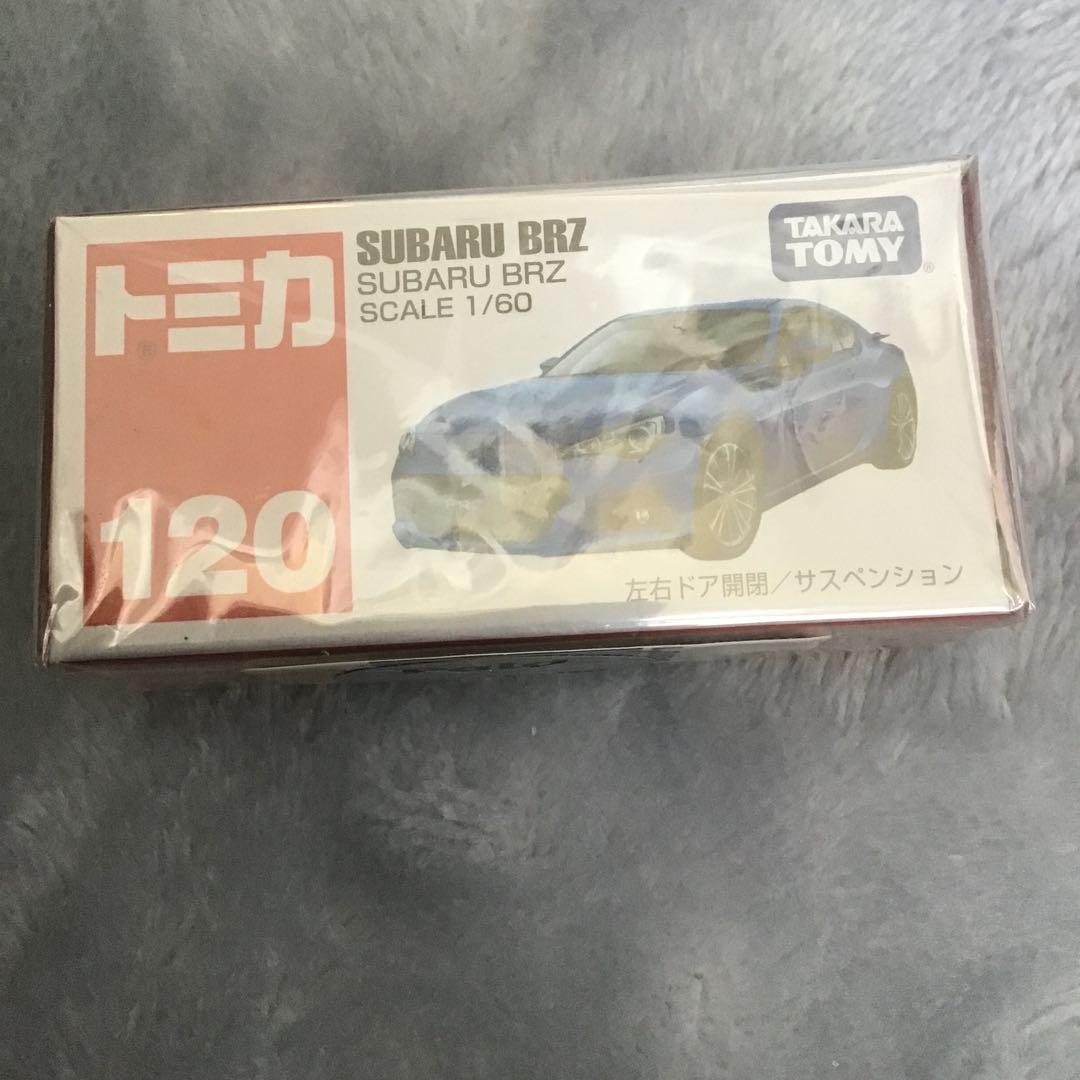 トミカ
120
SUBARU BRZ
SUBARU BRZ
SCALE 1/60
TAKARA
TOMY
®
左右ドア開閉/サスペンション